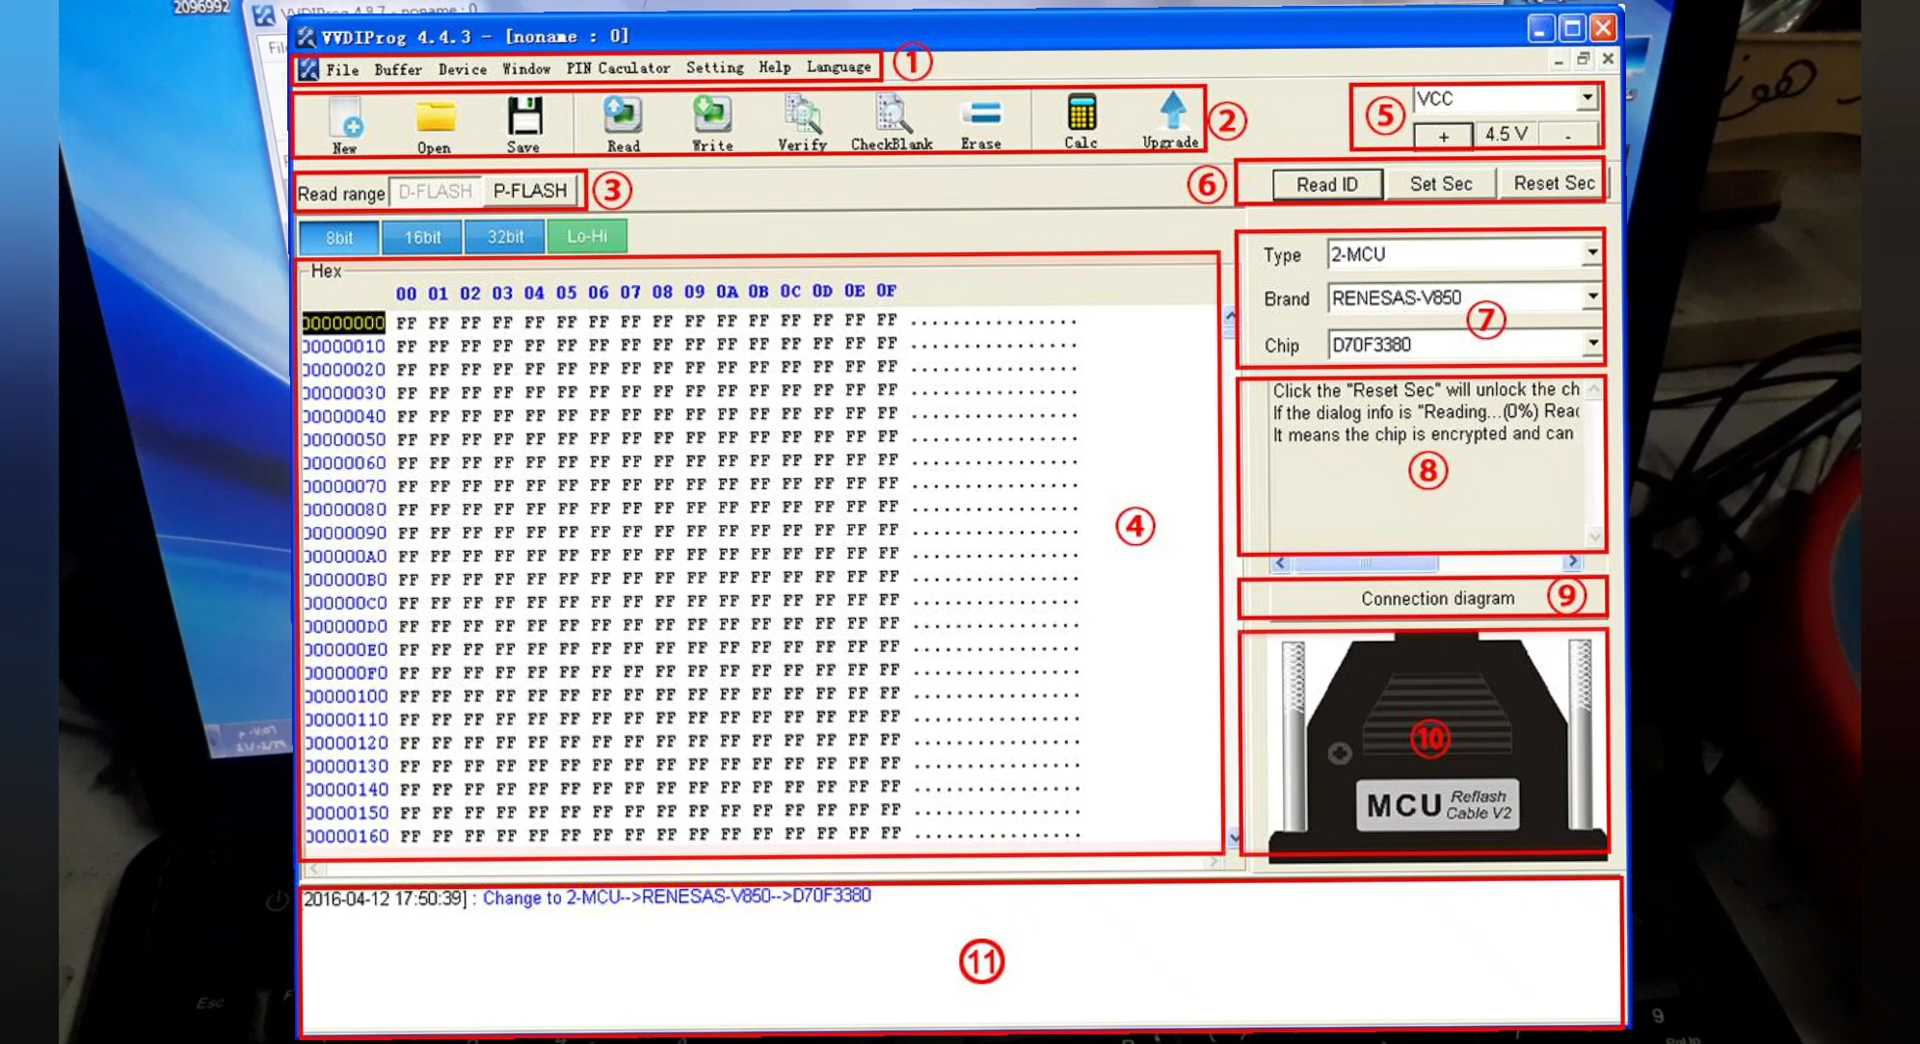 2096992
VVDIProg 4.8.7 - noname : 0
VVDIProg 4.4.3 - [noname : 0]
File Buffer Device Window PIN Caculator Setting Help Language ①
New Open Save Read Write Verify CheckBlank Erase Calc Upgrade ②
⑤ VCC
+ 4.5 V -
Read range D-FLASH P-FLASH ③
⑥ Read ID Set Sec Reset Sec
8bit 16bit 32bit Lo-Hi
Hex
00 01 02 03 04 05 06 07 08 09 0A 0B 0C 0D 0E 0F
00000000 FF FF FF FF FF FF FF FF FF FF FF FF FF FF FF FF ................
00000010 FF FF FF FF FF FF FF FF FF FF FF FF FF FF FF FF ................
00000020 FF FF FF FF FF FF FF FF FF FF FF FF FF FF FF FF ................
00000030 FF FF FF FF FF FF FF FF FF FF FF FF FF FF FF FF ................
00000040 FF FF FF FF FF FF FF FF FF FF FF FF FF FF FF FF ................
00000050 FF FF FF FF FF FF FF FF FF FF FF FF FF FF FF FF ................
00000060 FF FF FF FF FF FF FF FF FF FF FF FF FF FF FF FF ................
00000070 FF FF FF FF FF FF FF FF FF FF FF FF FF FF FF FF ................
00000080 FF FF FF FF FF FF FF FF FF FF FF FF FF FF FF FF ................
00000090 FF FF FF FF FF FF FF FF FF FF FF FF FF FF FF FF ................
000000A0 FF FF FF FF FF FF FF FF FF FF FF FF FF FF FF FF ................
000000B0 FF FF FF FF FF FF FF FF FF FF FF FF FF FF FF FF ................
000000C0 FF FF FF FF FF FF FF FF FF FF FF FF FF FF FF FF ................
000000D0 FF FF FF FF FF FF FF FF FF FF FF FF FF FF FF FF ................
000000E0 FF FF FF FF FF FF FF FF FF FF FF FF FF FF FF FF ................
000000F0 FF FF FF FF FF FF FF FF FF FF FF FF FF FF FF FF ................
00000100 FF FF FF FF FF FF FF FF FF FF FF FF FF FF FF FF ................
00000110 FF FF FF FF FF FF FF FF FF FF FF FF FF FF FF FF ................
00000120 FF FF FF FF FF FF FF FF FF FF FF FF FF FF FF FF ................
00000130 FF FF FF FF FF FF FF FF FF FF FF FF FF FF FF FF ................
00000140 FF FF FF FF FF FF FF FF FF FF FF FF FF FF FF FF ................
00000150 FF FF FF FF FF FF FF FF FF FF FF FF FF FF FF FF ................
00000160 FF FF FF FF FF FF FF FF FF FF FF FF FF FF FF FF ................
④
Type 2-MCU
Brand RENESAS-V850
⑦
Chip D70F3380
Click the "Reset Sec" will unlock the ch
If the dialog info is "Reading...(0%) Reac
It means the chip is encrypted and can
⑧
Connection diagram ⑨
⑩
MCU Reflash
Cable V2
[2016-04-12 17:50:39] : Change to 2-MCU-->RENESAS-V850-->D70F3380
⑪
Esc
9